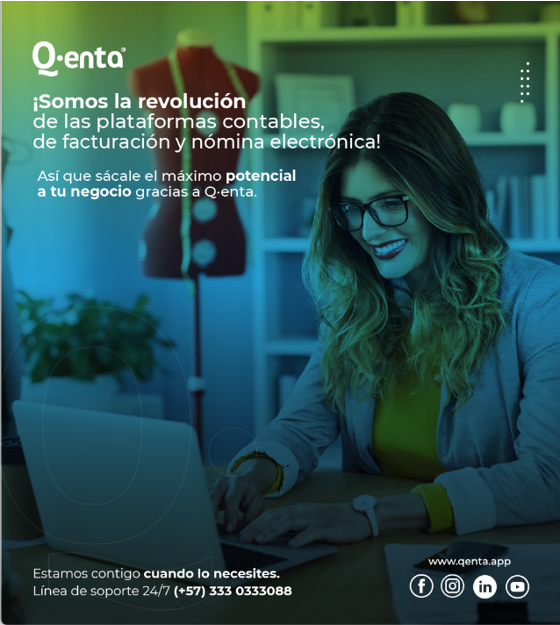 Q·enta®
¡Somos la revolución
de las plataformas contables,
de facturación y nómina electrónica!
Así que sácale el máximo potencial
a tu negocio gracias a Q·enta.
www.qenta.app
Estamos contigo cuando lo necesites.
Línea de soporte 24/7 (+57) 333 0333088